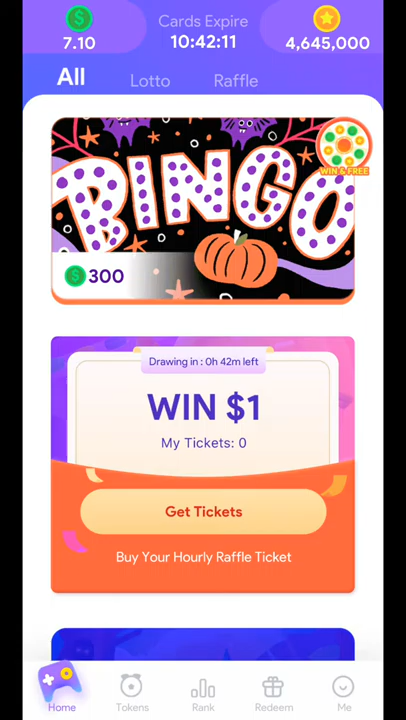 7.10
Cards Expire
10:42:11
4,645,000
All
Lotto
Raffle
BINGO
WIN & FREE
300
Drawing in : 0h 42m left
WIN $1
My Tickets: 0
Get Tickets
Buy Your Hourly Raffle Ticket
Home
Tokens
Rank
Redeem
Me